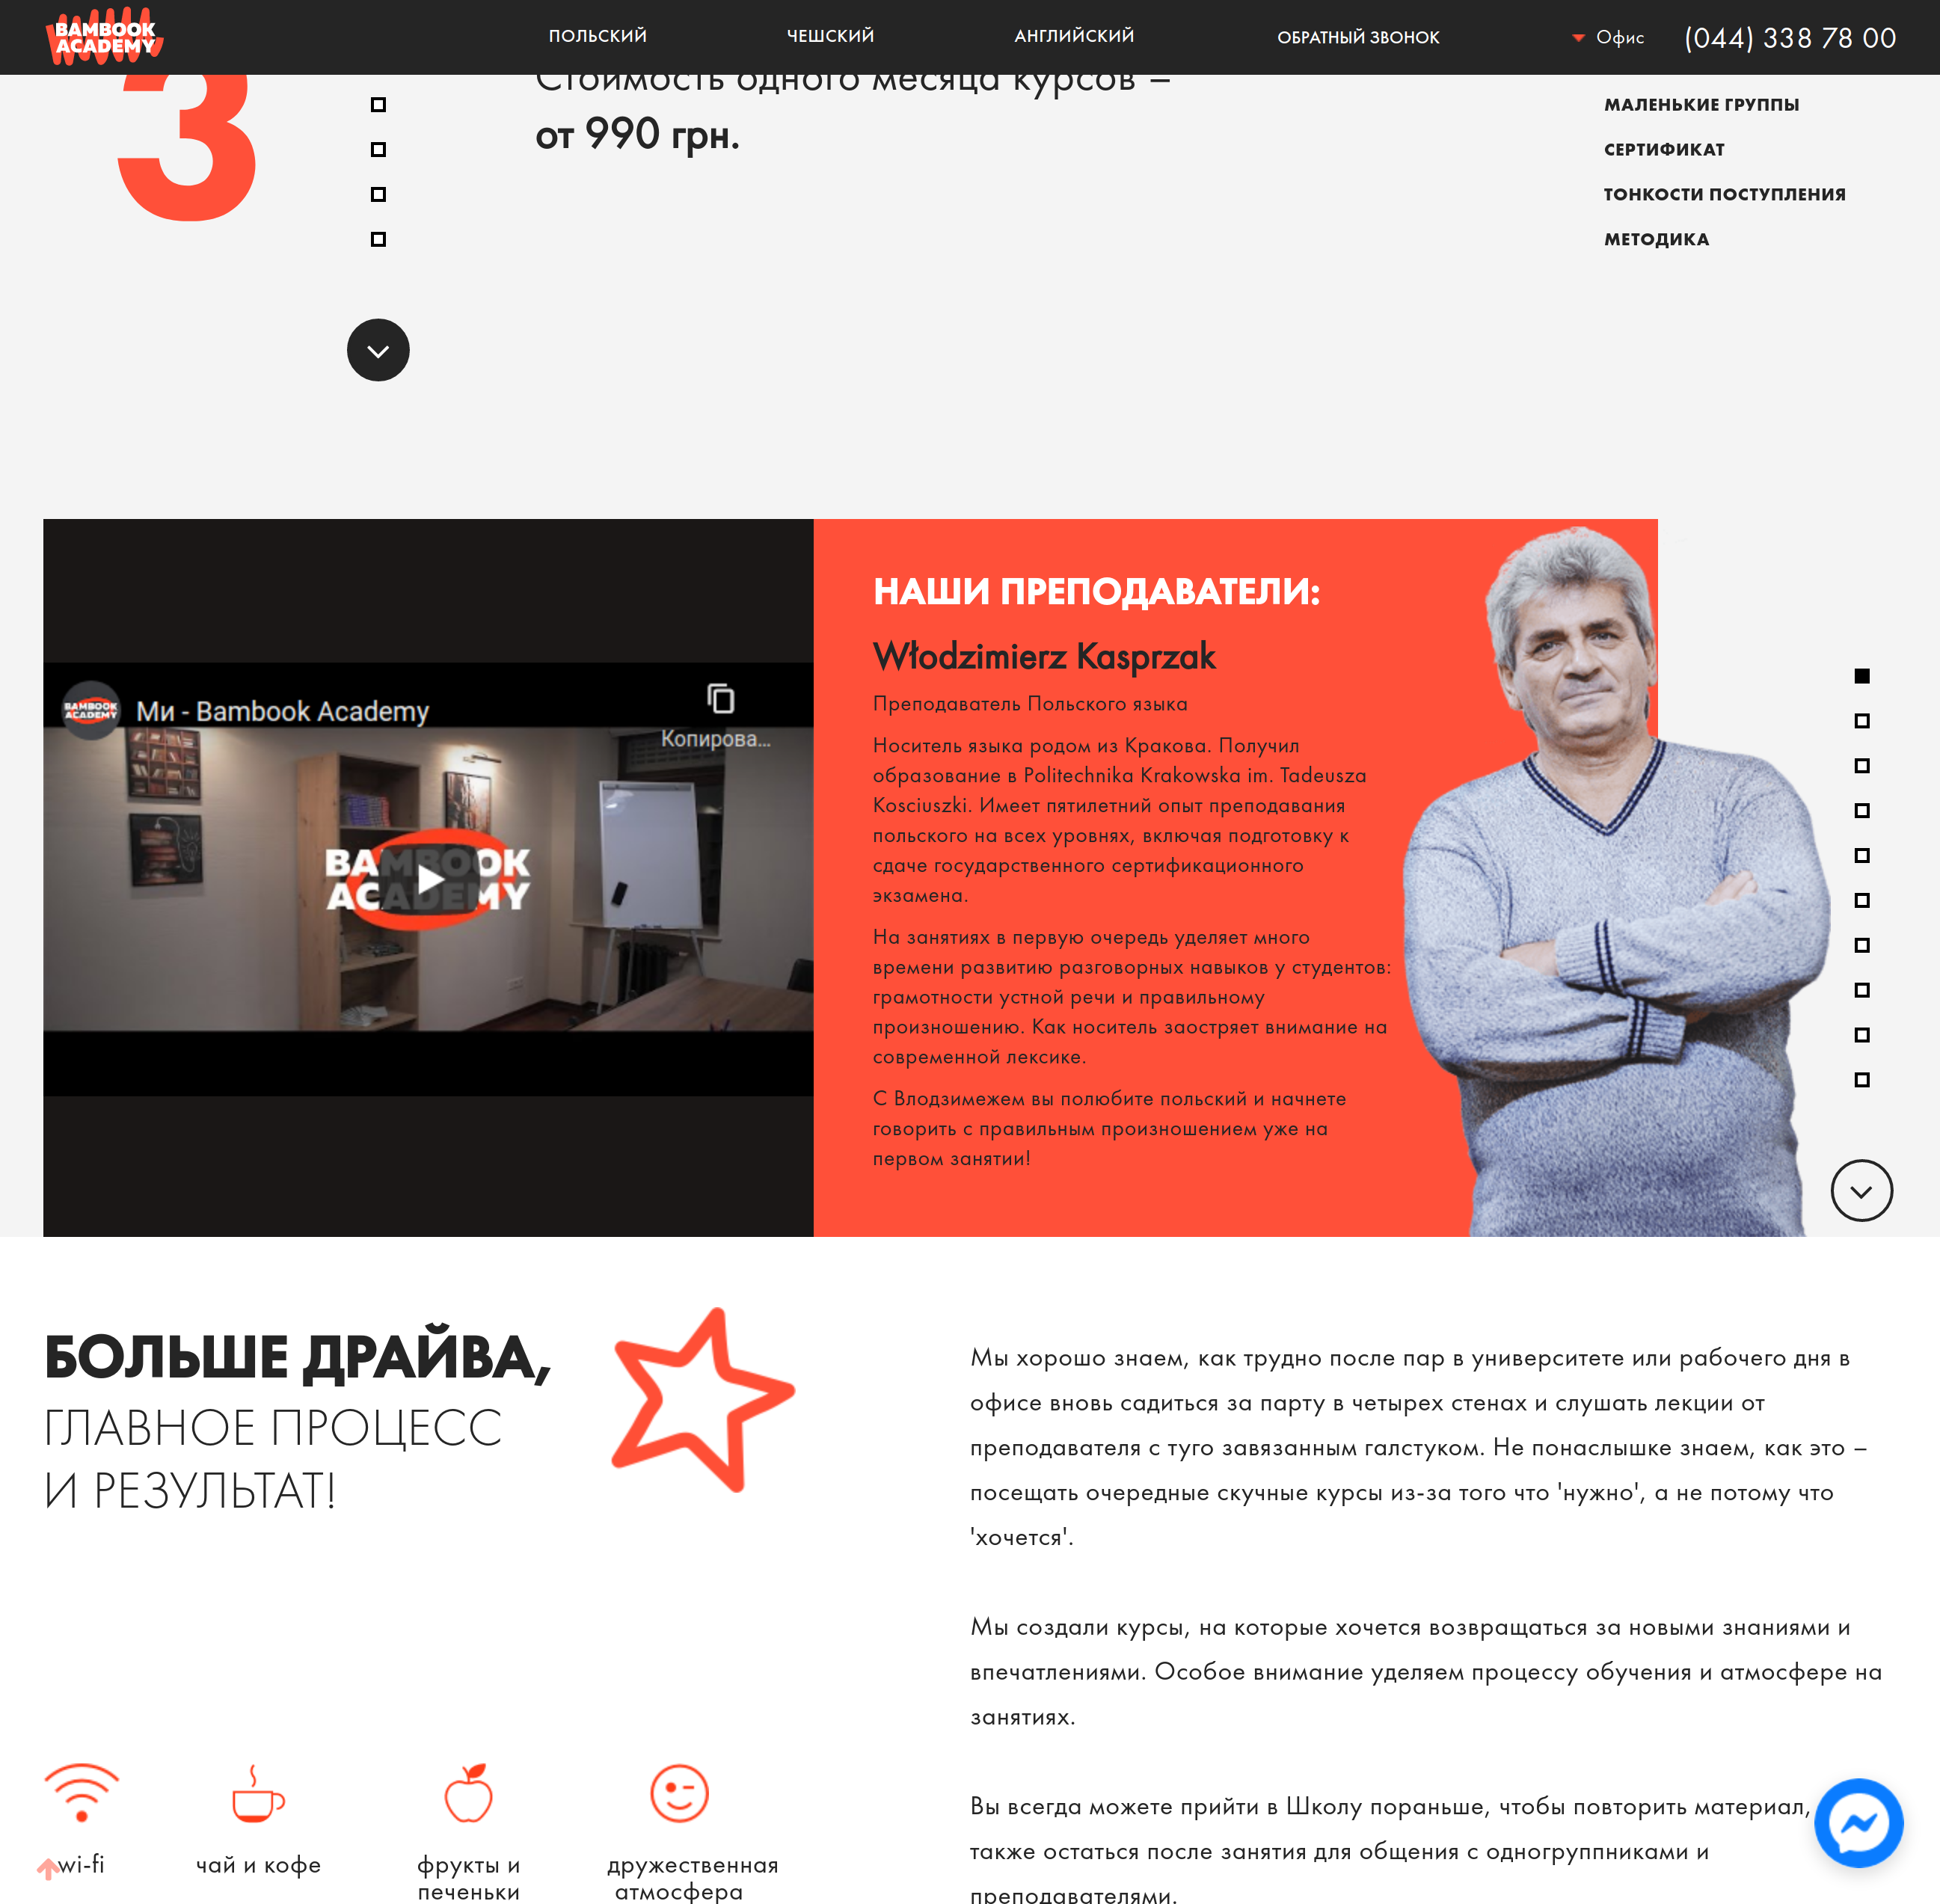 BAMBOOK
ACADEMY
ПОЛЬСКИЙ
ЧЕШСКИЙ
АНГЛИЙСКИЙ
ОБРАТНЫЙ ЗВОНОК
Офис
(044) 338 78 00
3
Стоимость одного месяца курсов –
от 990 грн.
МАЛЕНЬКИЕ ГРУППЫ
СЕРТИФИКАТ
ТОНКОСТИ ПОСТУПЛЕНИЯ
МЕТОДИКА
BAMBOOK
ACADEMY
Ми - Bambook Academy
Копирова...
BAMBOOK
ACADEMY
НАШИ ПРЕПОДАВАТЕЛИ:
Włodzimierz Kasprzak
Преподаватель Польского языка
Носитель языка родом из Кракова. Получил
образование в Politechnika Krakowska im. Tadeusza
Kosciuszki. Имеет пятилетний опыт преподавания
польского на всех уровнях, включая подготовку к
сдаче государственного сертификационного
экзамена.
На занятиях в первую очередь уделяет много
времени развитию разговорных навыков у студентов:
грамотности устной речи и правильному
произношению. Как носитель заостряет внимание на
современной лексике.
С Влодзимежем вы полюбите польский и начнете
говорить с правильным произношением уже на
первом занятии!
БОЛЬШЕ ДРАЙВА,
ГЛАВНОЕ ПРОЦЕСС
И РЕЗУЛЬТАТ!
Мы хорошо знаем, как трудно после пар в университете или рабочего дня в
офисе вновь садиться за парту в четырех стенах и слушать лекции от
преподавателя с туго завязанным галстуком. Не понаслышке знаем, как это –
посещать очередные скучные курсы из-за того что 'нужно', а не потому что
'хочется'.
Мы создали курсы, на которые хочется возвращаться за новыми знаниями и
впечатлениями. Особое внимание уделяем процессу обучения и атмосфере на
занятиях.
Вы всегда можете прийти в Школу пораньше, чтобы повторить материал,
также остаться после занятия для общения с одногруппниками и
преподавателями.
wi-fi
чай и кофе
фрукты и
печеньки
дружественная
атмосфера